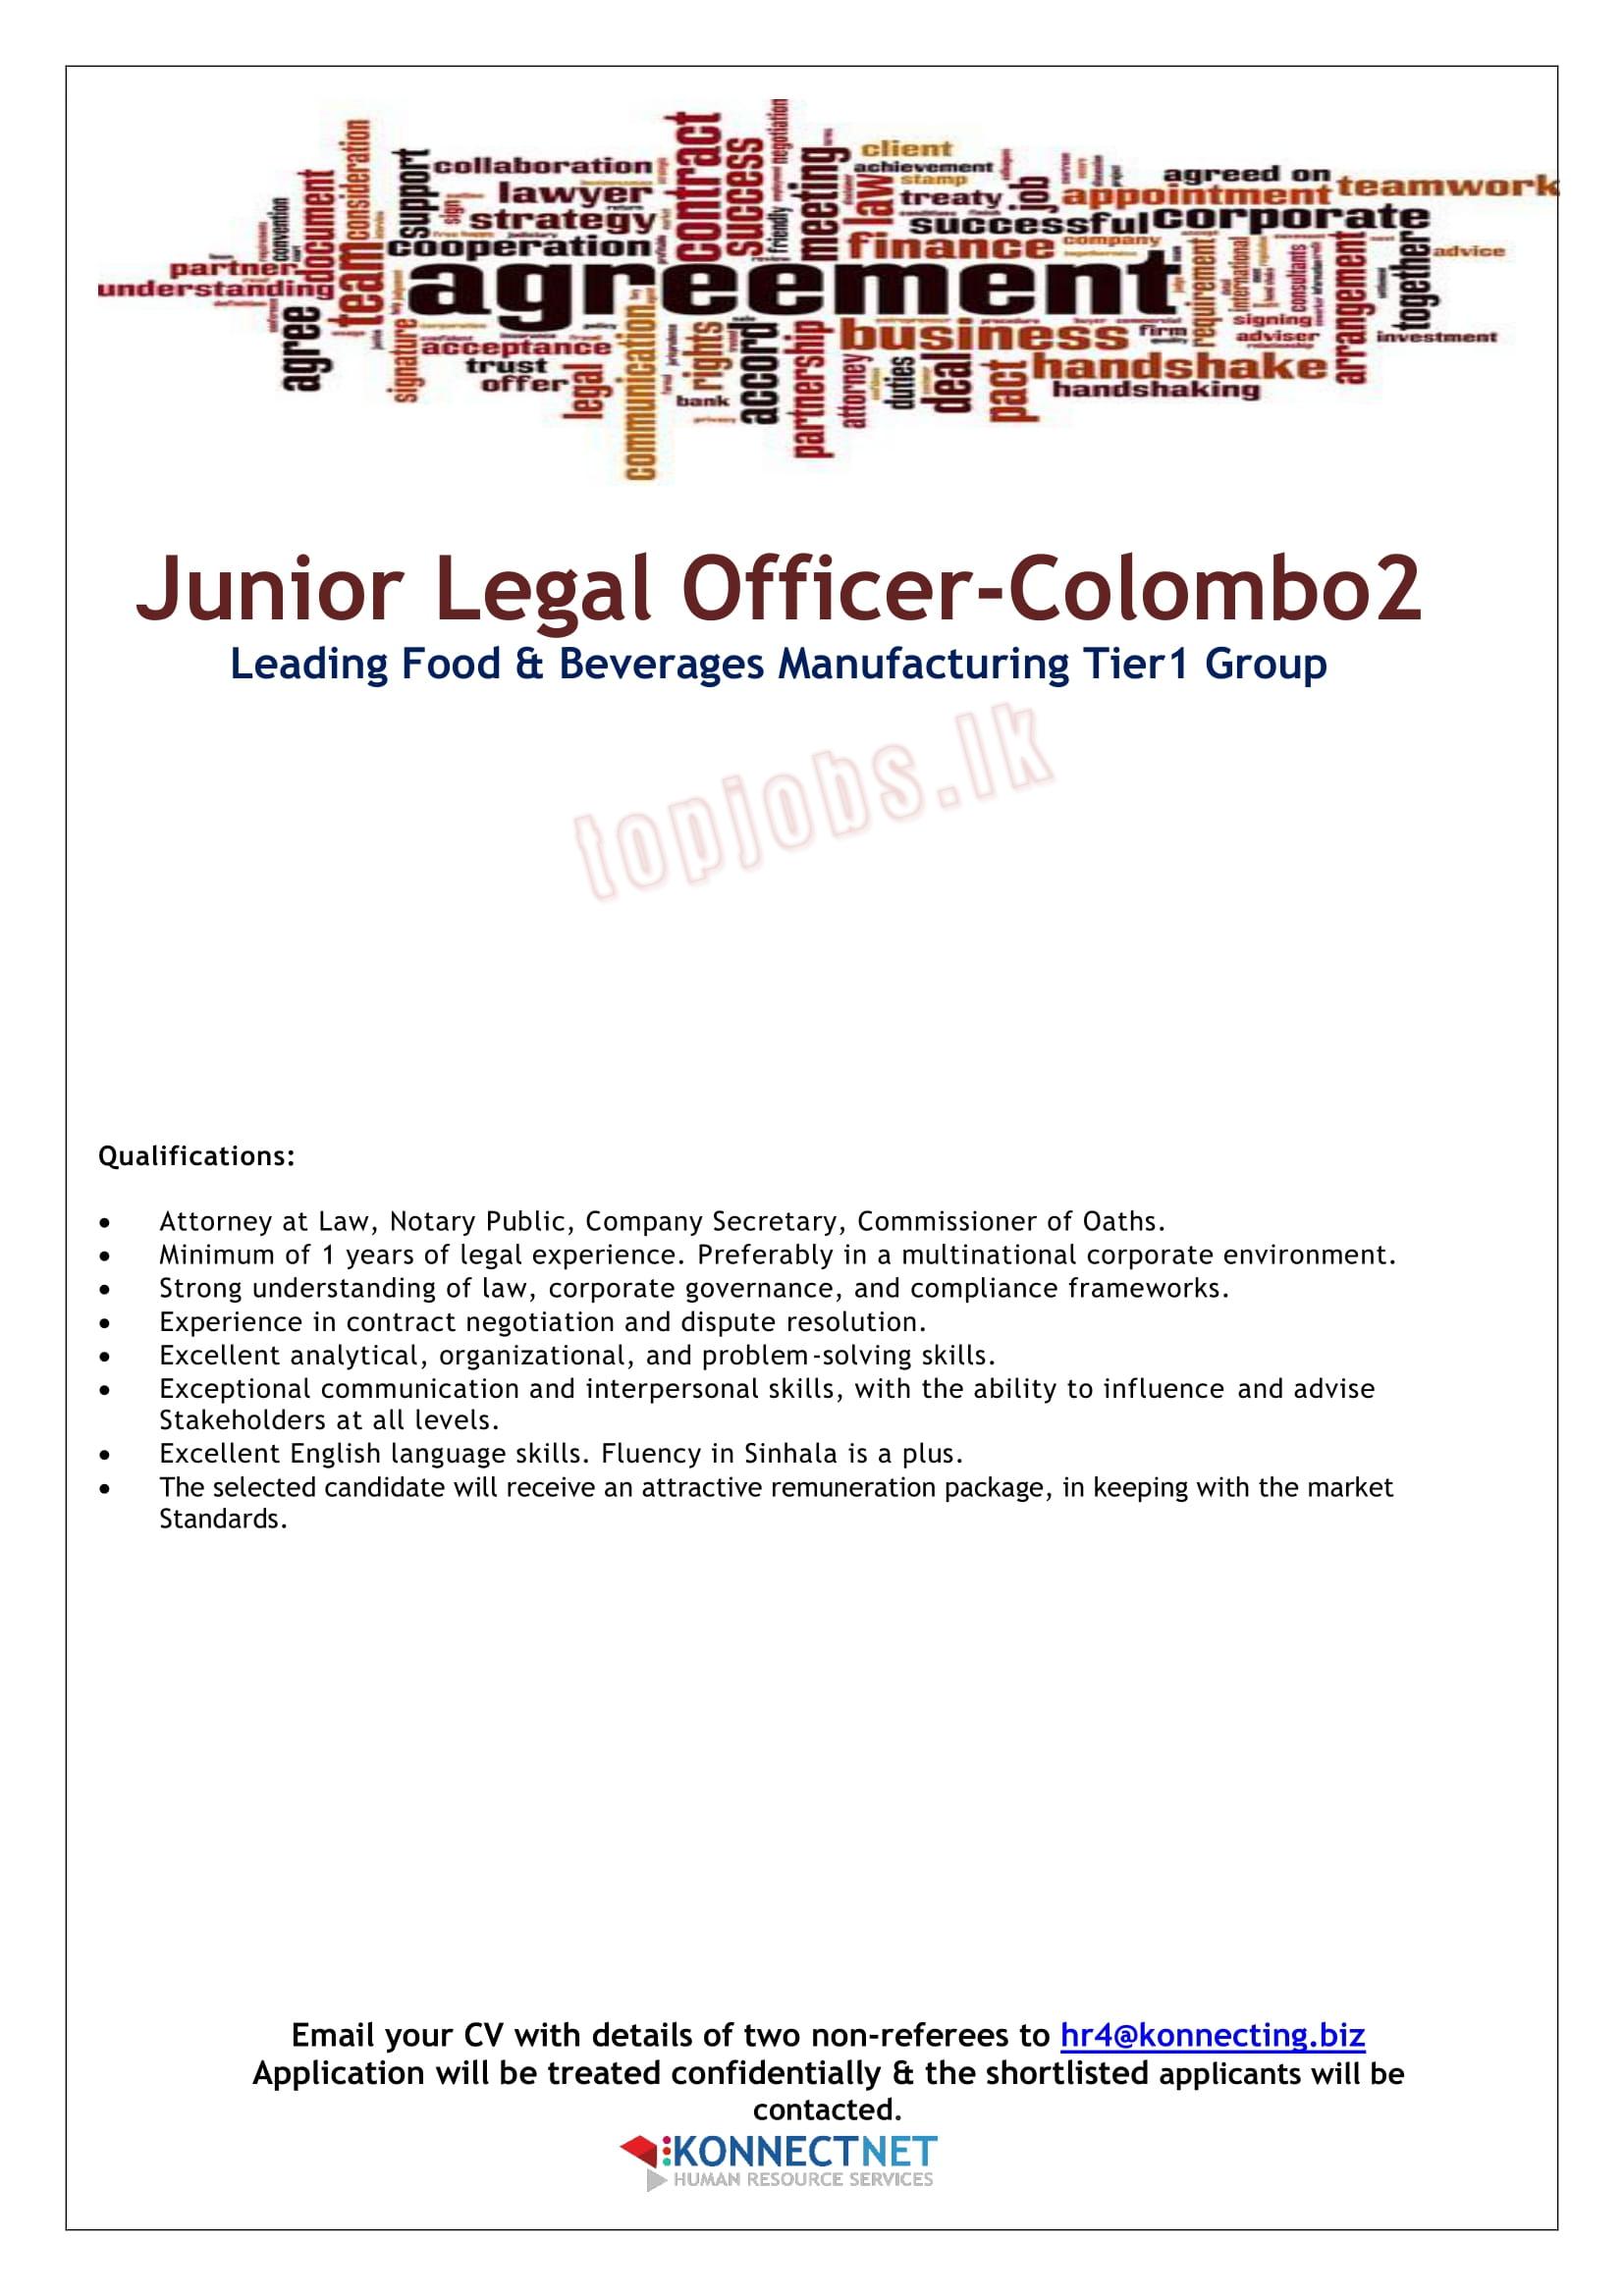 negotiation
contract
consideration
success
client
collaboration
support
meeting
achievement
agreed on
document
lawyer
law
stamp
job
appointment
teamwork
strategy
treaty
convention
sign
friendly
successful
corporate
team
cooperation
finance
company
together
advice
partner
agreement
requirement
international
consultants
arrangement
understanding
agree
signature
communication
rights
accord
partnership
business
firm
signing
adviser
investment
acceptance
trust
offer
legal
bank
attorney
duties
deal
pact
handshake
handshaking
Junior Legal Officer-Colombo2
Leading Food & Beverages Manufacturing Tier1 Group
topjobs.lk
Qualifications:
• Attorney at Law, Notary Public, Company Secretary, Commissioner of Oaths.
• Minimum of 1 years of legal experience. Preferably in a multinational corporate environment.
• Strong understanding of law, corporate governance, and compliance frameworks.
• Experience in contract negotiation and dispute resolution.
• Excellent analytical, organizational, and problem-solving skills.
• Exceptional communication and interpersonal skills, with the ability to influence and advise
Stakeholders at all levels.
• Excellent English language skills. Fluency in Sinhala is a plus.
• The selected candidate will receive an attractive remuneration package, in keeping with the market
Standards.
Email your CV with details of two non-referees to hr4@konnecting.biz
Application will be treated confidentially & the shortlisted applicants will be
contacted.
KONNECTNET
HUMAN RESOURCE SERVICES